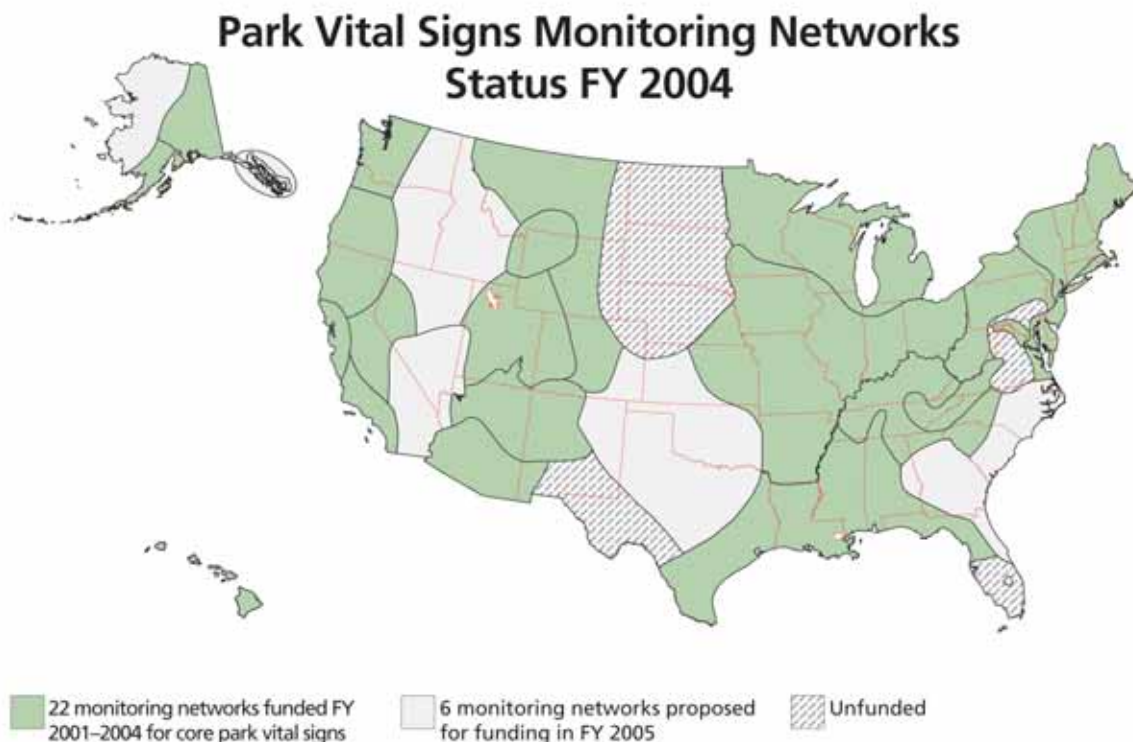 Park Vital Signs Monitoring Networks
Status FY 2004
22 monitoring networks funded FY
2001–2004 for core park vital signs
6 monitoring networks proposed
for funding in FY 2005
Unfunded